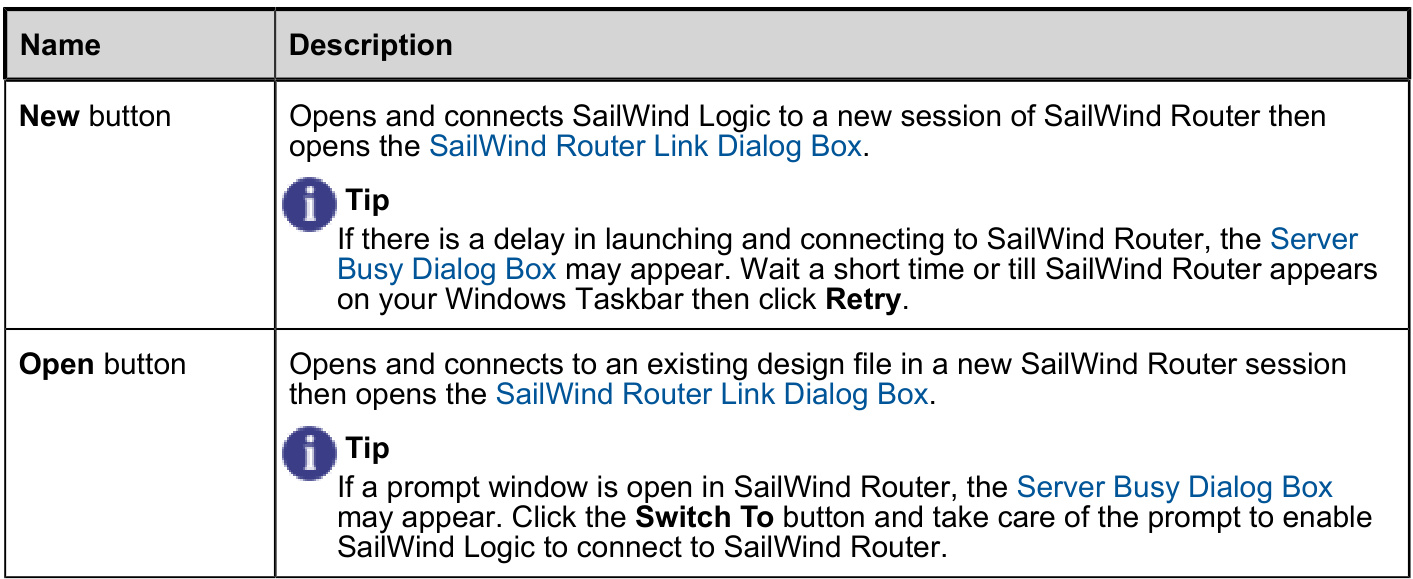 Name Description
New button Opens and connects SailWind Logic to a new session of SailWind Router then
opens the SailWind Router Link Dialog Box.
Tip
If there is a delay in launching and connecting to SailWind Router, the Server
Busy Dialog Box may appear. Wait a short time or till SailWind Router appears
on your Windows Taskbar then click Retry.
Open button Opens and connects to an existing design file in a new SailWind Router session
then opens the SailWind Router Link Dialog Box.
Tip
If a prompt window is open in SailWind Router, the Server Busy Dialog Box
may appear. Click the Switch To button and take care of the prompt to enable
SailWind Logic to connect to SailWind Router.